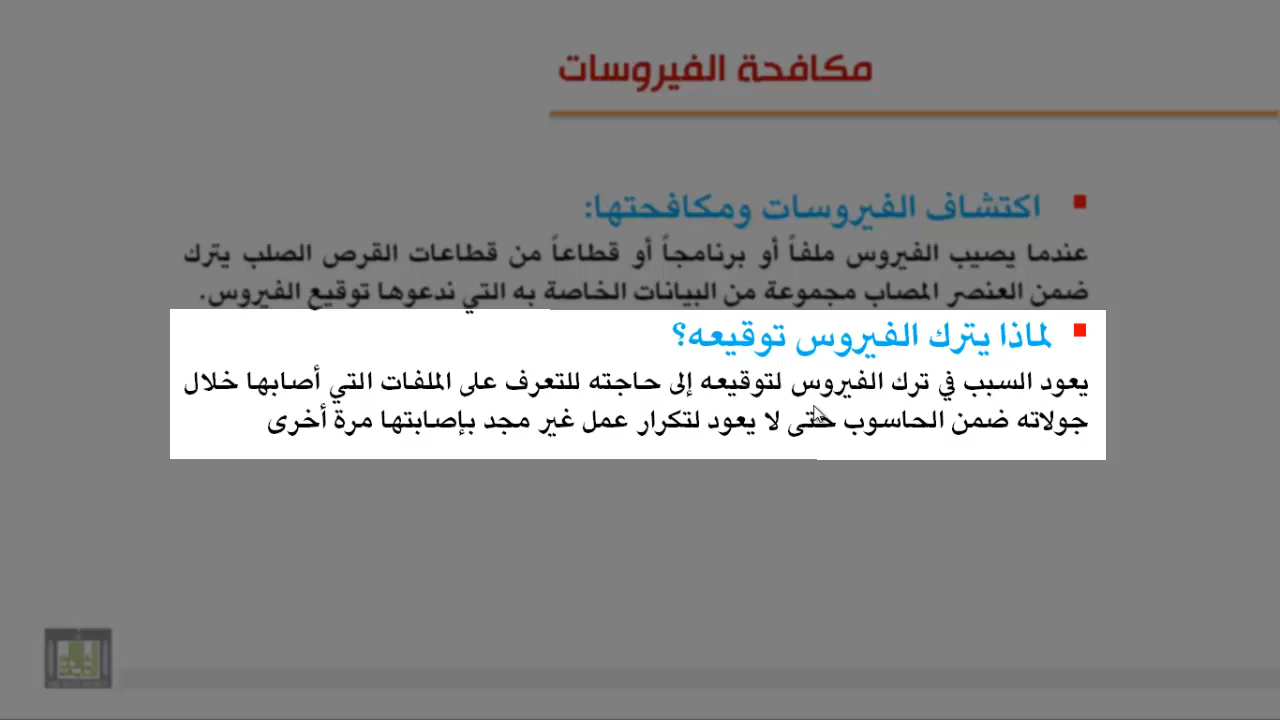 مكافحة الفيروسات
اكتشاف الفيروسات ومكافحتها:
عندما يصيب الفيروس ملفاً أو برنامجاً أو قطاعاً من قطاعات القرص الصلب يترك
ضمن العنصر المصاب مجموعة من البيانات الخاصة به التي ندعوها توقيع الفيروس.
لماذا يترك الفيروس توقيعه؟
يعود السبب في ترك الفيروس لتوقيعه إلى حاجته للتعرف على الملفات التي أصابها خلال
جولاته ضمن الحاسوب حتى لا يعود لتكرار عمل غير مجد بإصابتها مرة أخرى